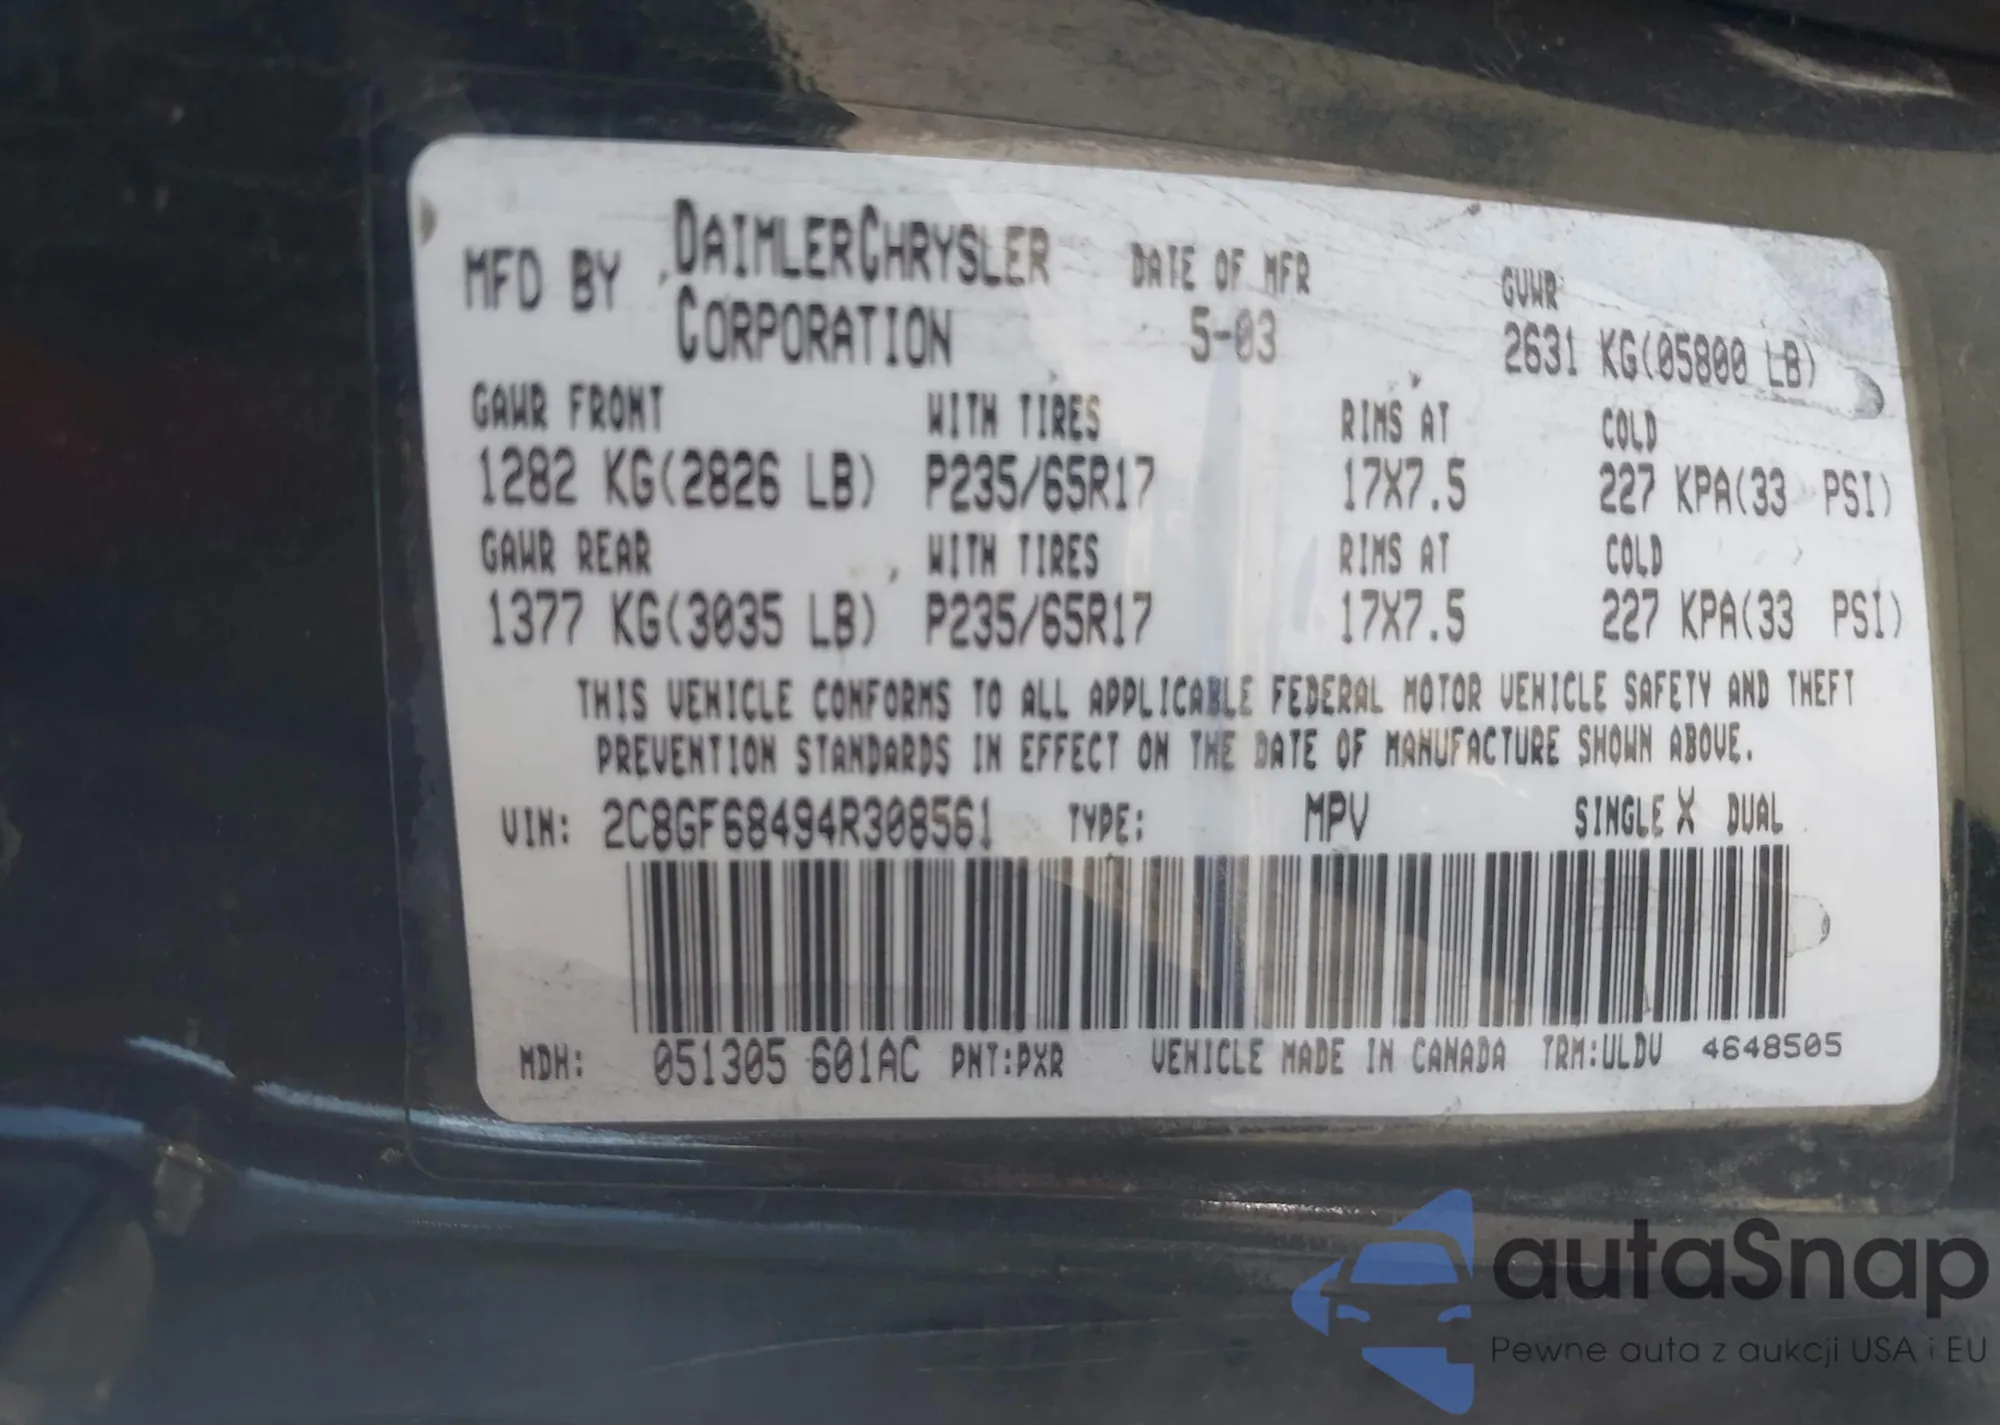 MFD BY DAIMLERCHRYSLER CORPORATION DATE OF MFR 5-03 GVWR 2631 KG(05800 LB)
GAWR FRONT WITH TIRES RIMS AT COLD
1282 KG(2826 LB) P235/65R17 17X7.5 227 KPA(33 PSI)
GAWR REAR WITH TIRES RIMS AT COLD
1377 KG(3035 LB) P235/65R17 17X7.5 227 KPA(33 PSI)
THIS VEHICLE CONFORMS TO ALL APPLICABLE FEDERAL MOTOR VEHICLE SAFETY AND THEFT
PREVENTION STANDARDS IN EFFECT ON THE DATE OF MANUFACTURE SHOWN ABOVE.
VIN: 2C8GF68494R308561 TYPE: MPV SINGLE X DUAL
MDH: 051305 601AC PNT:PXR VEHICLE MADE IN CANADA TRM:ULDV 4648505
autaSnap
Pewne auta z aukcji USA i EU